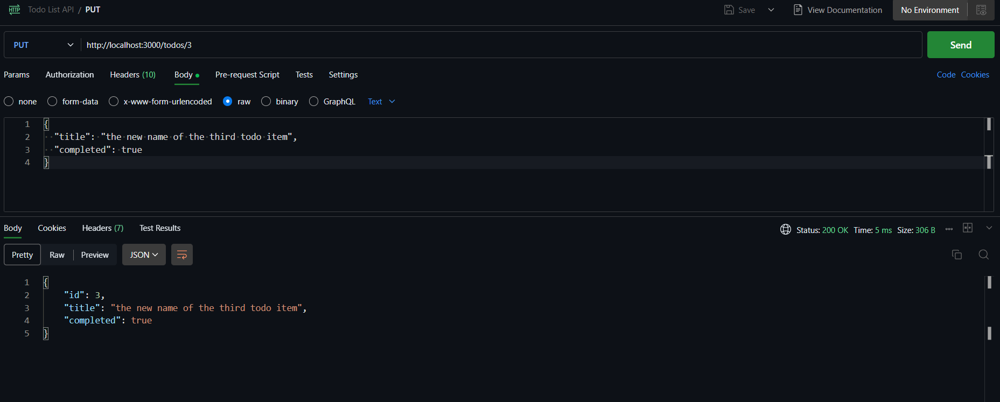 HTTP Todo List API / PUT Save View Documentation No Environment
PUT http://localhost:3000/todos/3 Send
Params Authorization Headers (10) Body Pre-request Script Tests Settings Code Cookies
none form-data x-www-form-urlencoded raw binary GraphQL Text
1 {
2 "title": "the new name of the third todo item",
3 "completed": true
4 }
Body Cookies Headers (7) Test Results Status: 200 OK Time: 5 ms Size: 306 B
Pretty Raw Preview JSON
1 {
2 "id": 3,
3 "title": "the new name of the third todo item",
4 "completed": true
5 }